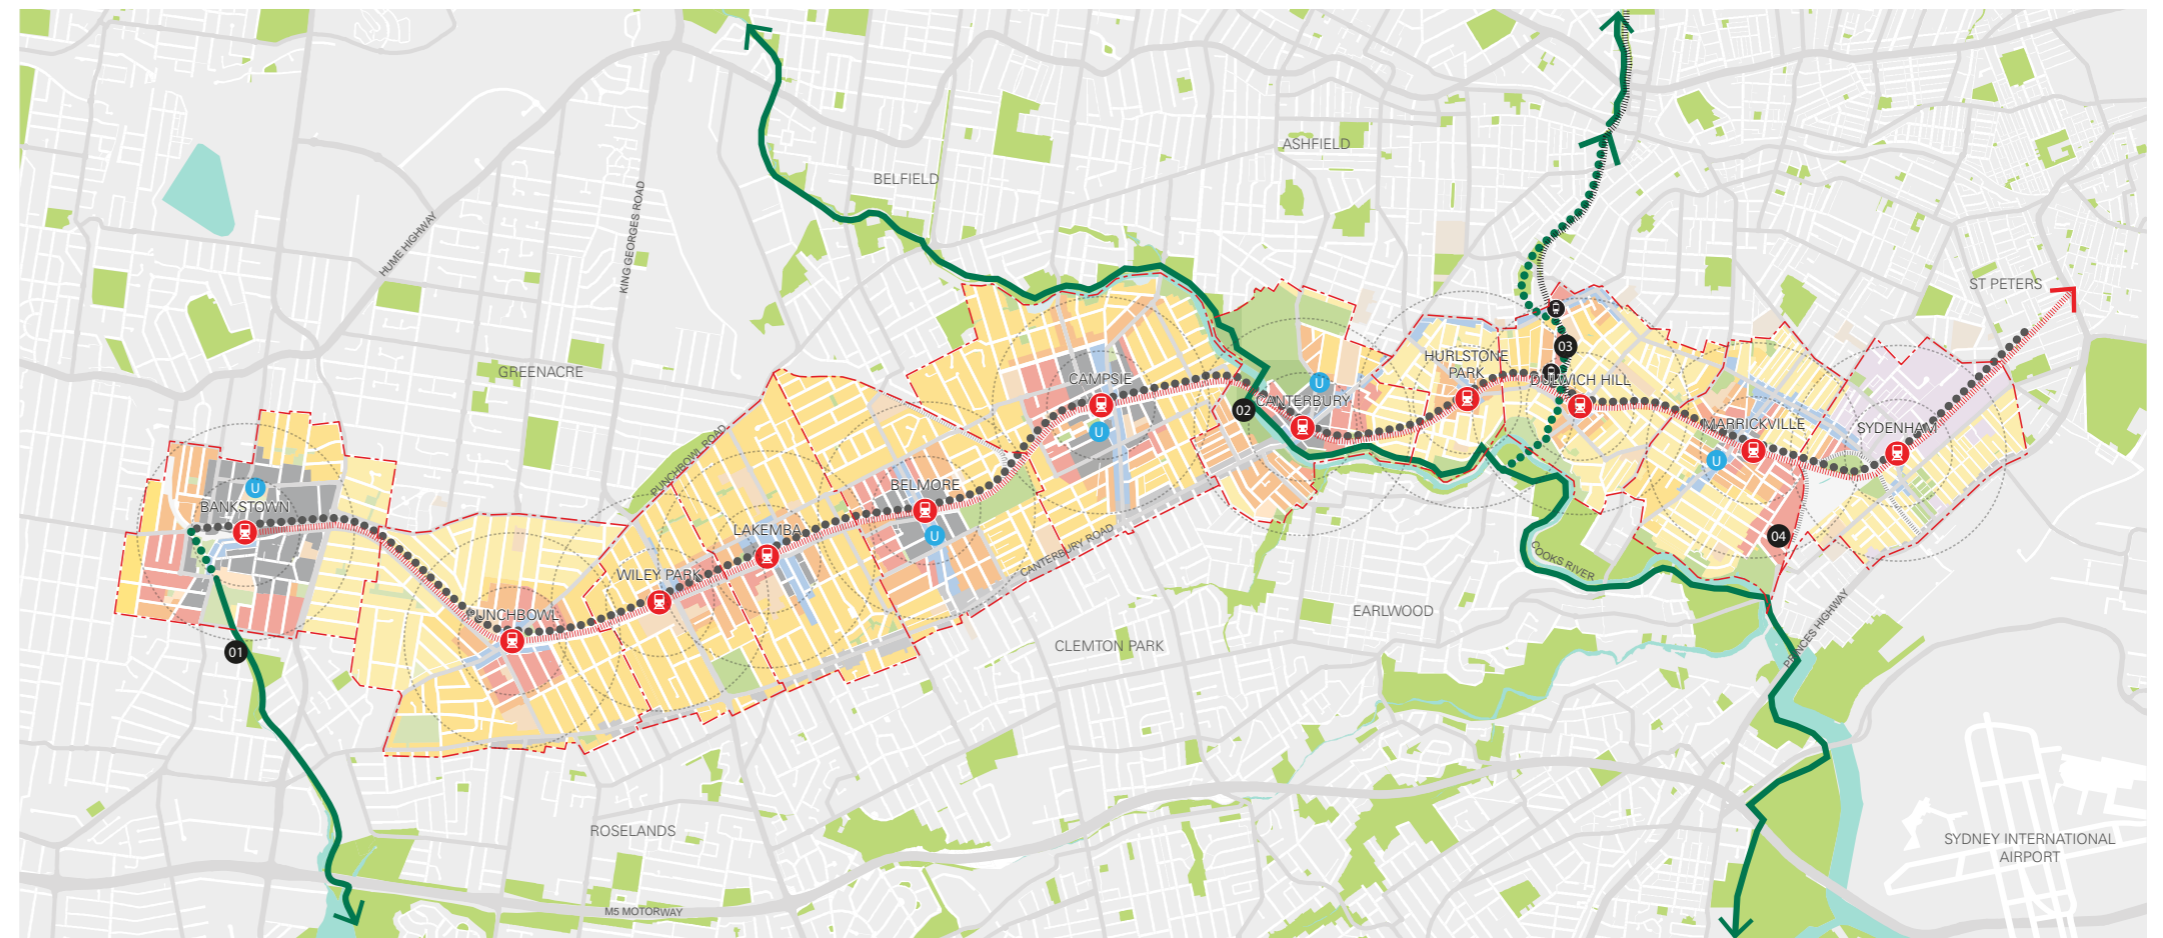 ASHFIELD
BELFIELD
KING GEORGES ROAD
HUME HIGHWAY
ST PETERS
03
HURLSTONE
PARK
DULWICH HILL
GREENACRE
CAMPSIE
U
CANTERBURY
02
MARRICKVILLE
SYDENHAM
U
U
PUNCHBOWL ROAD
BELMORE
U
BANKSTOWN
LAKEMBA
U
CANTERBURY ROAD
04
COOKS RIVER
WILEY PARK
PUNCHBOWL
EARLWOOD
PRINCES HIGHWAY
01
CLEMTON PARK
ROSELANDS
SYDNEY INTERNATIONAL
AIRPORT
M5 MOTORWAY